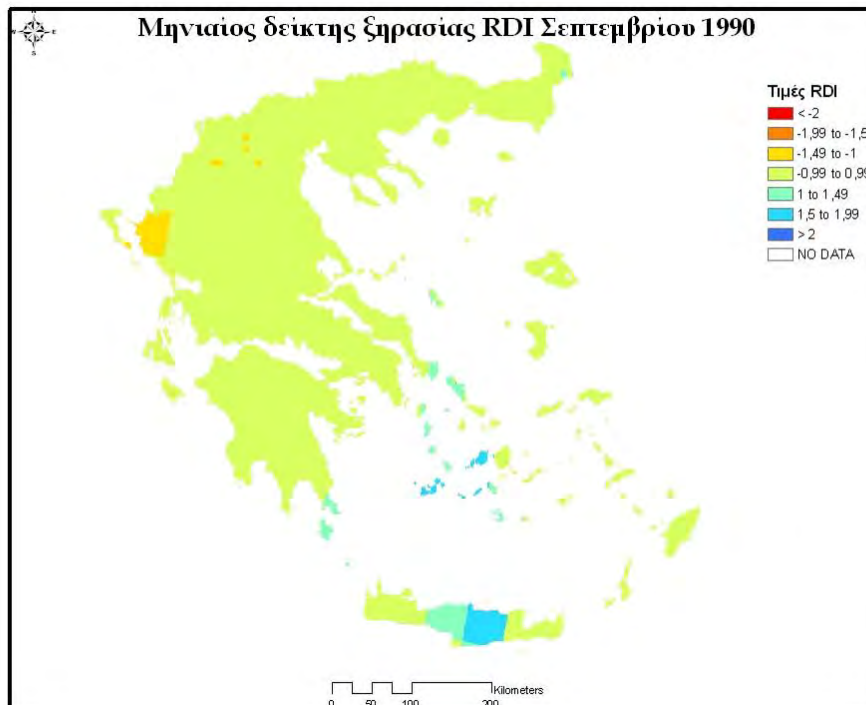 Μηνιαίος δείκτης ξηρασίας RDI Σεπτεμβρίου 1990
Τιμές RDI
< -2
-1,99 to -1,5
-1,49 to -1
-0,99 to 0,99
1 to 1,49
1,5 to 1,99
> 2
NO DATA
Kilometers
0 50 100 200